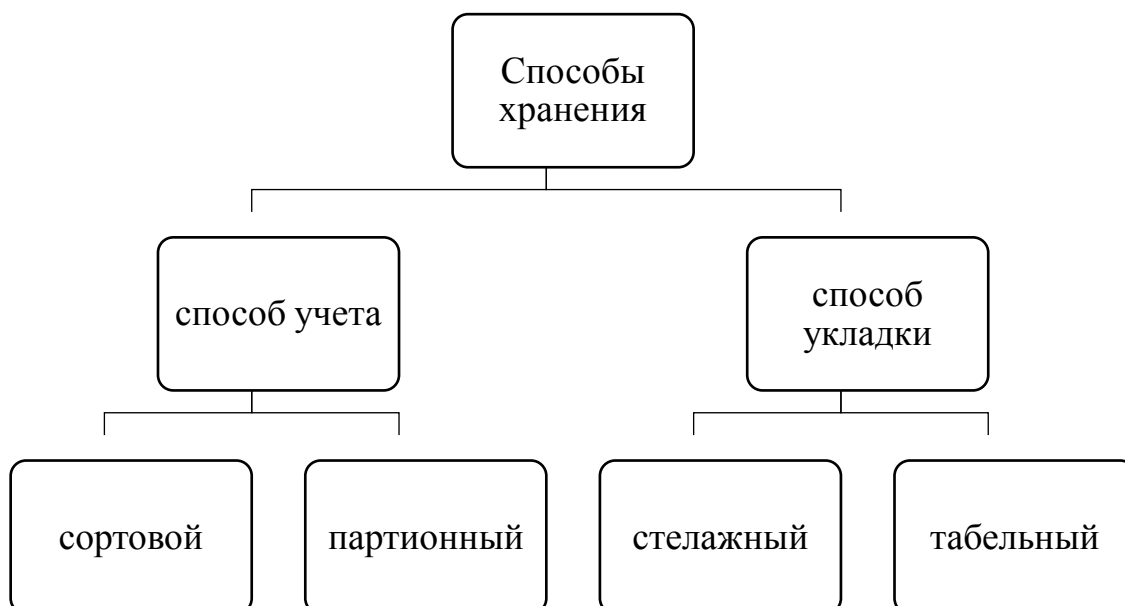 Способы
хранения
способ учета
способ
укладки
сортовой
партионный
стелажный
табельный